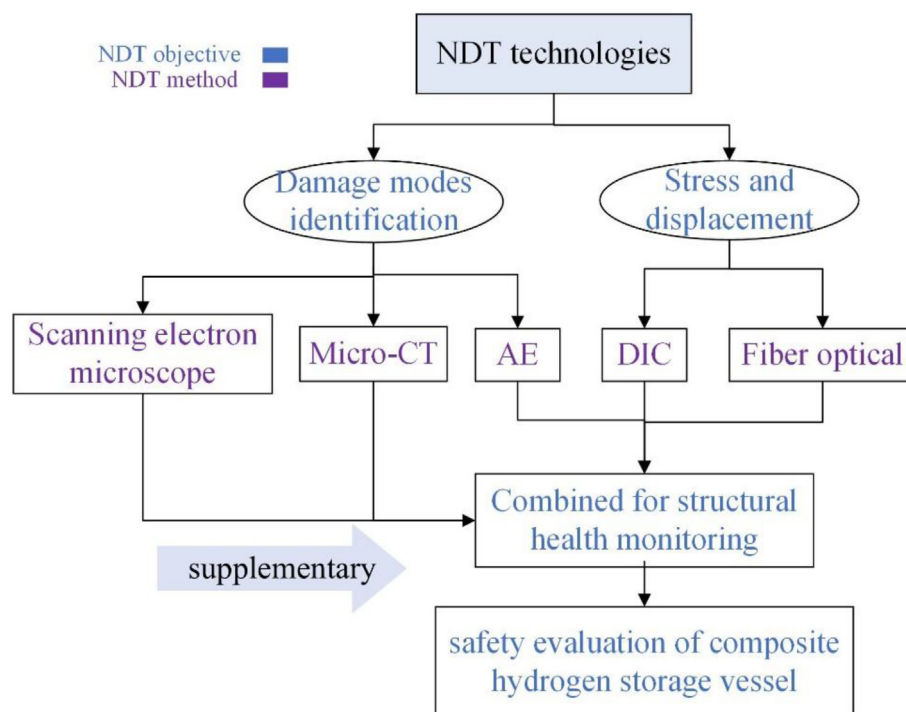 NDT objective
NDT method
NDT technologies
Damage modes
identification
Stress and
displacement
Scanning electron
microscope
Micro-CT
AE
DIC
Fiber optical
Combined for structural
health monitoring
supplementary
safety evaluation of composite
hydrogen storage vessel